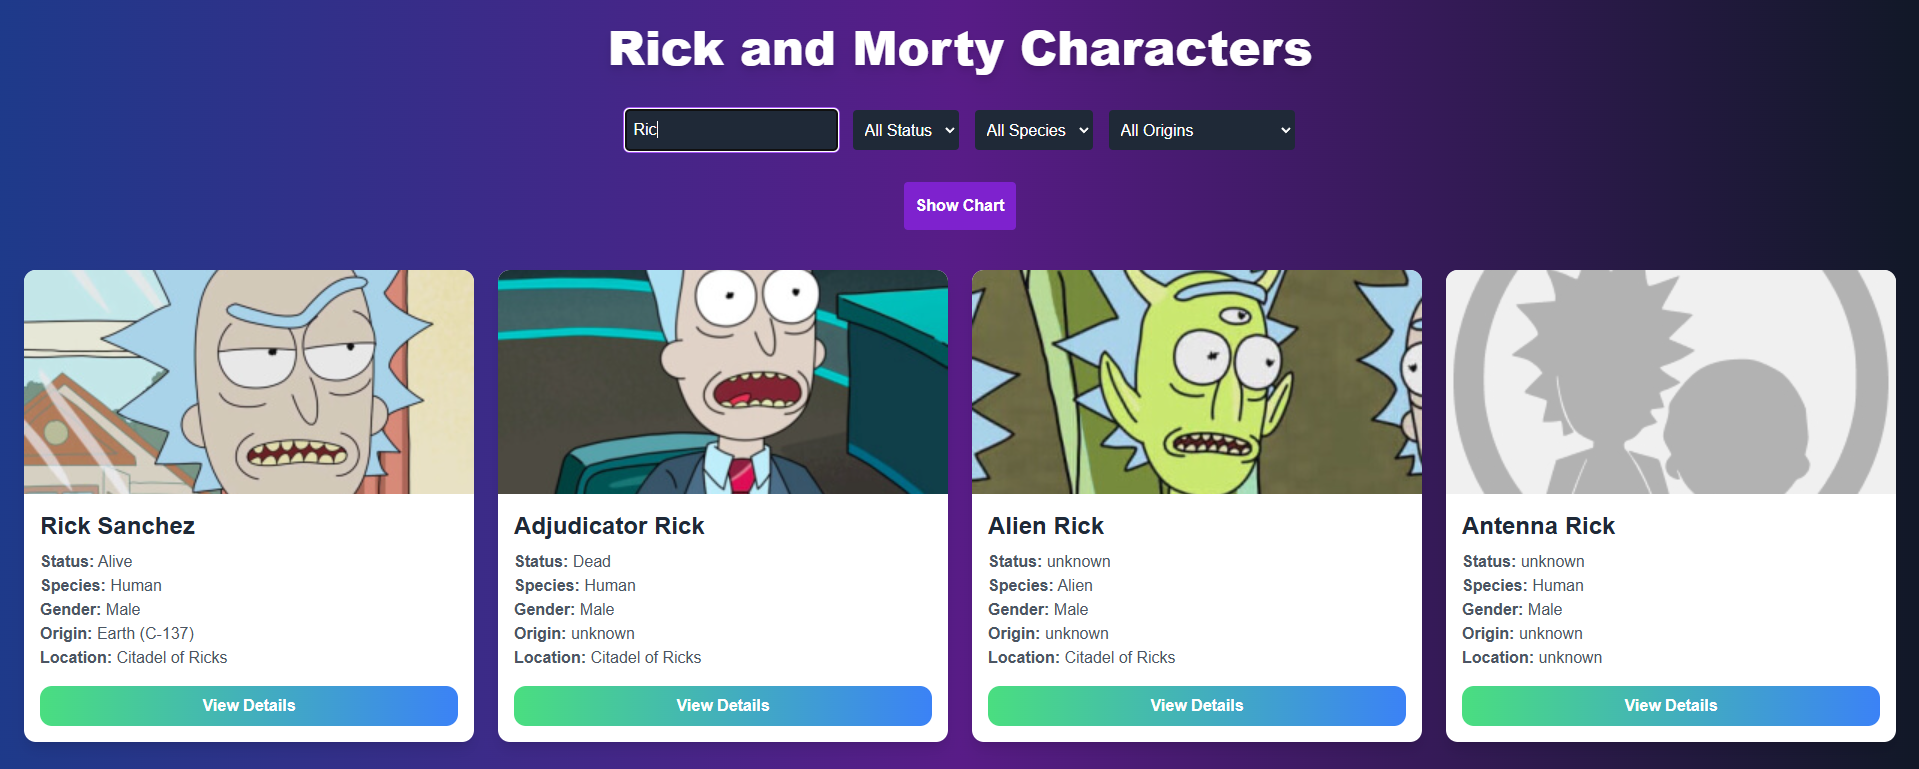 Rick and Morty Characters
Ric
All Status
All Species
All Origins
Show Chart
Rick Sanchez
Status: Alive
Species: Human
Gender: Male
Origin: Earth (C-137)
Location: Citadel of Ricks
View Details
Adjudicator Rick
Status: Dead
Species: Human
Gender: Male
Origin: unknown
Location: Citadel of Ricks
View Details
Alien Rick
Status: unknown
Species: Alien
Gender: Male
Origin: unknown
Location: Citadel of Ricks
View Details
Antenna Rick
Status: unknown
Species: Human
Gender: Male
Origin: unknown
Location: unknown
View Details